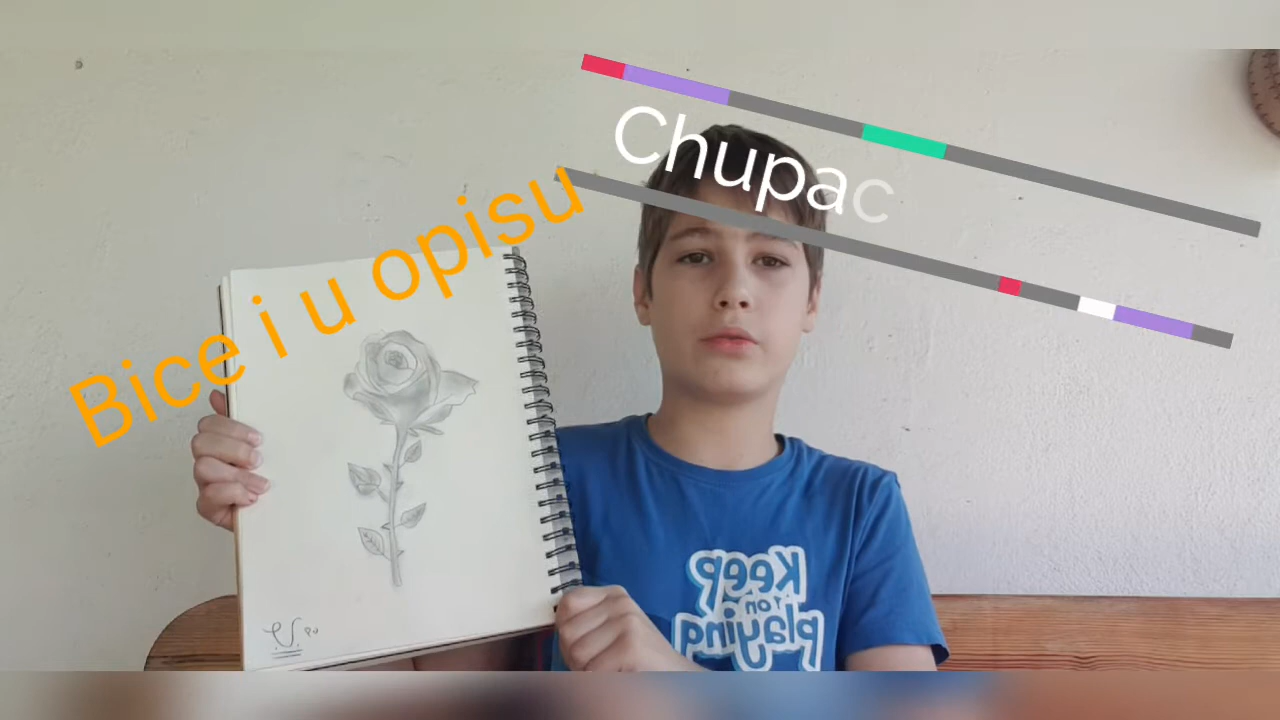 Chupac
Bice i u opisu
Keep
on
playing